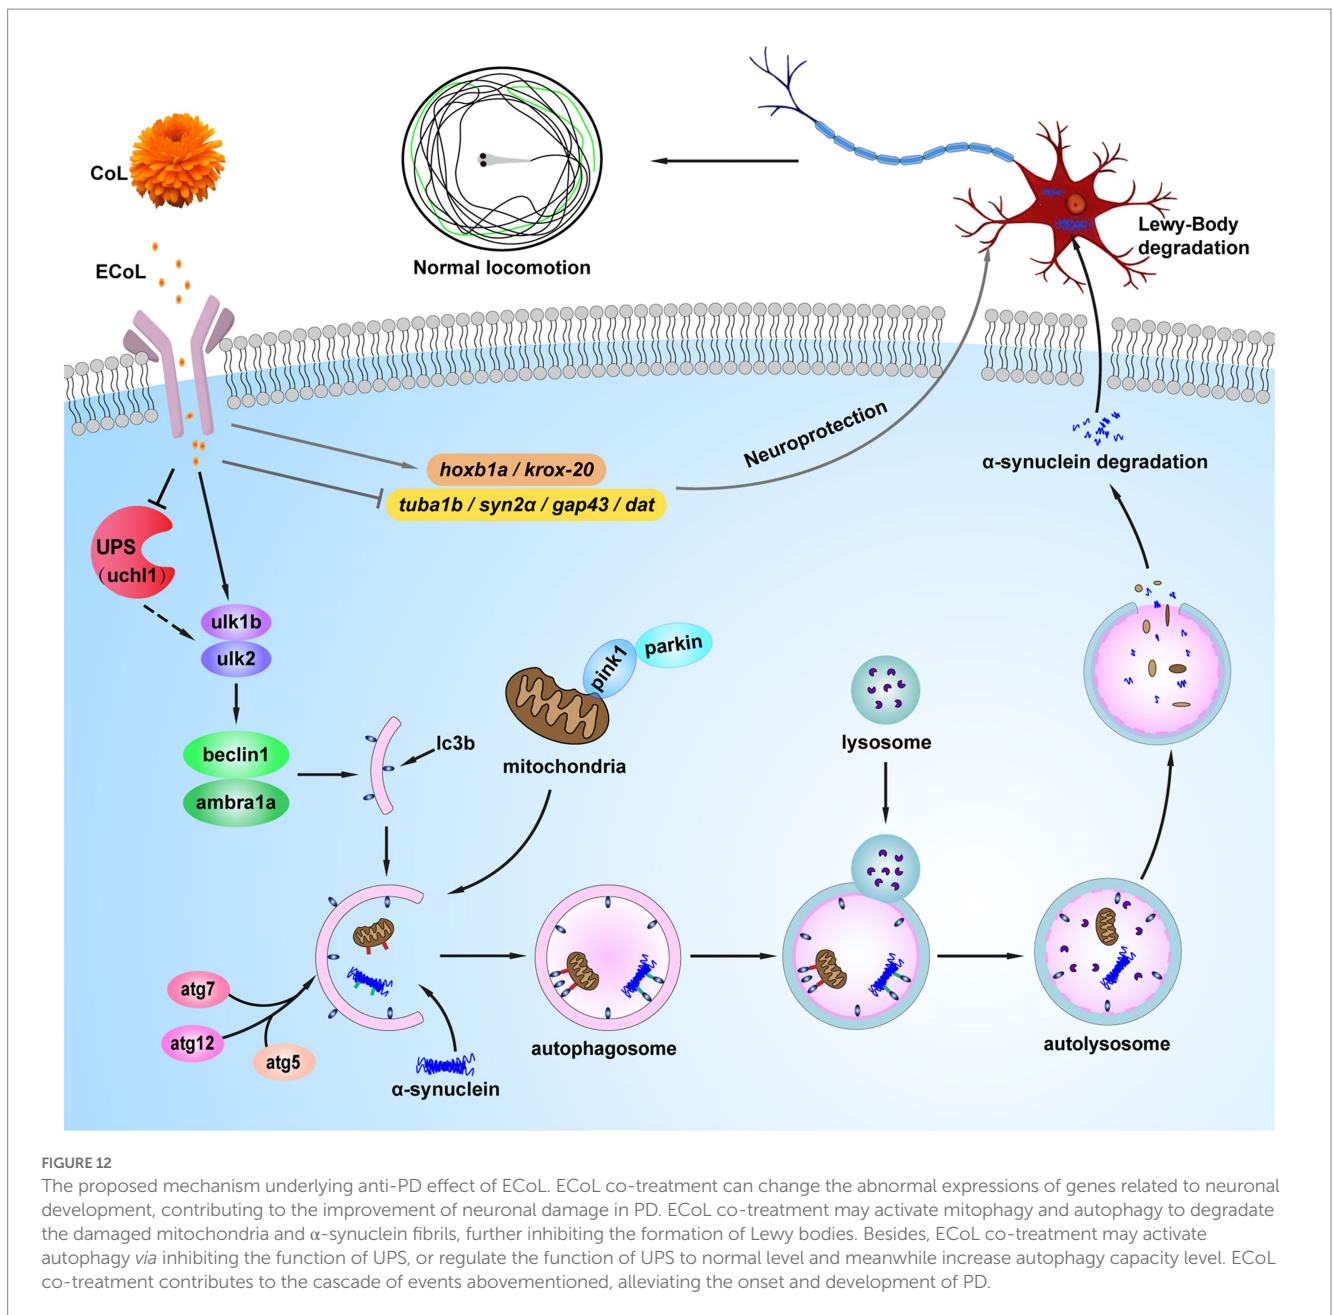 CoL
ECoL
Normal locomotion
Lewy-Body
degradation
hoxb1a / krox-20
tuba1b / syn2α / gap43 / dat
Neuroprotection
α-synuclein degradation
UPS
(uchl1)
ulk1b
ulk2
beclin1
ambra1a
lc3b
pink1
parkin
mitochondria
lysosome
atg7
atg12
atg5
α-synuclein
autophagosome
autolysosome
FIGURE 12
The proposed mechanism underlying anti-PD effect of ECoL. ECoL co-treatment can change the abnormal expressions of genes related to neuronal
development, contributing to the improvement of neuronal damage in PD. ECoL co-treatment may activate mitophagy and autophagy to degradate
the damaged mitochondria and α-synuclein fibrils, further inhibiting the formation of Lewy bodies. Besides, ECoL co-treatment may activate
autophagy via inhibiting the function of UPS, or regulate the function of UPS to normal level and meanwhile increase autophagy capacity level. ECoL
co-treatment contributes to the cascade of events abovementioned, alleviating the onset and development of PD.